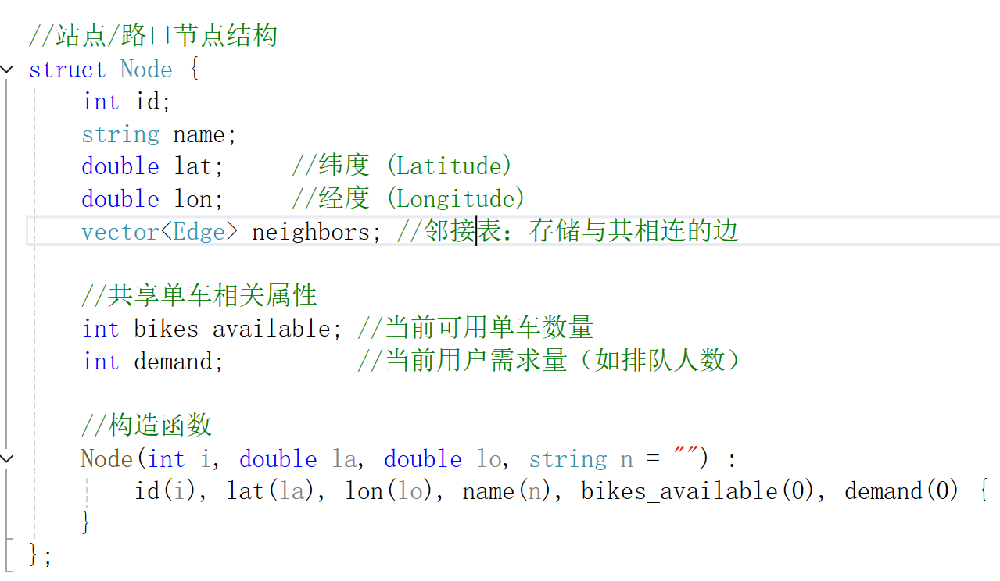 //站点/路口节点结构
struct Node {
int id;
string name;
double lat; //纬度 (Latitude)
double lon; //经度 (Longitude)
vector<Edge> neighbors; //邻接表：存储与其相连的边
//共享单车相关属性
int bikes_available; //当前可用单车数量
int demand; //当前用户需求量（如排队人数）
//构造函数
Node(int i, double la, double lo, string n = "") :
id(i), lat(la), lon(lo), name(n), bikes_available(0), demand(0) {
}
};